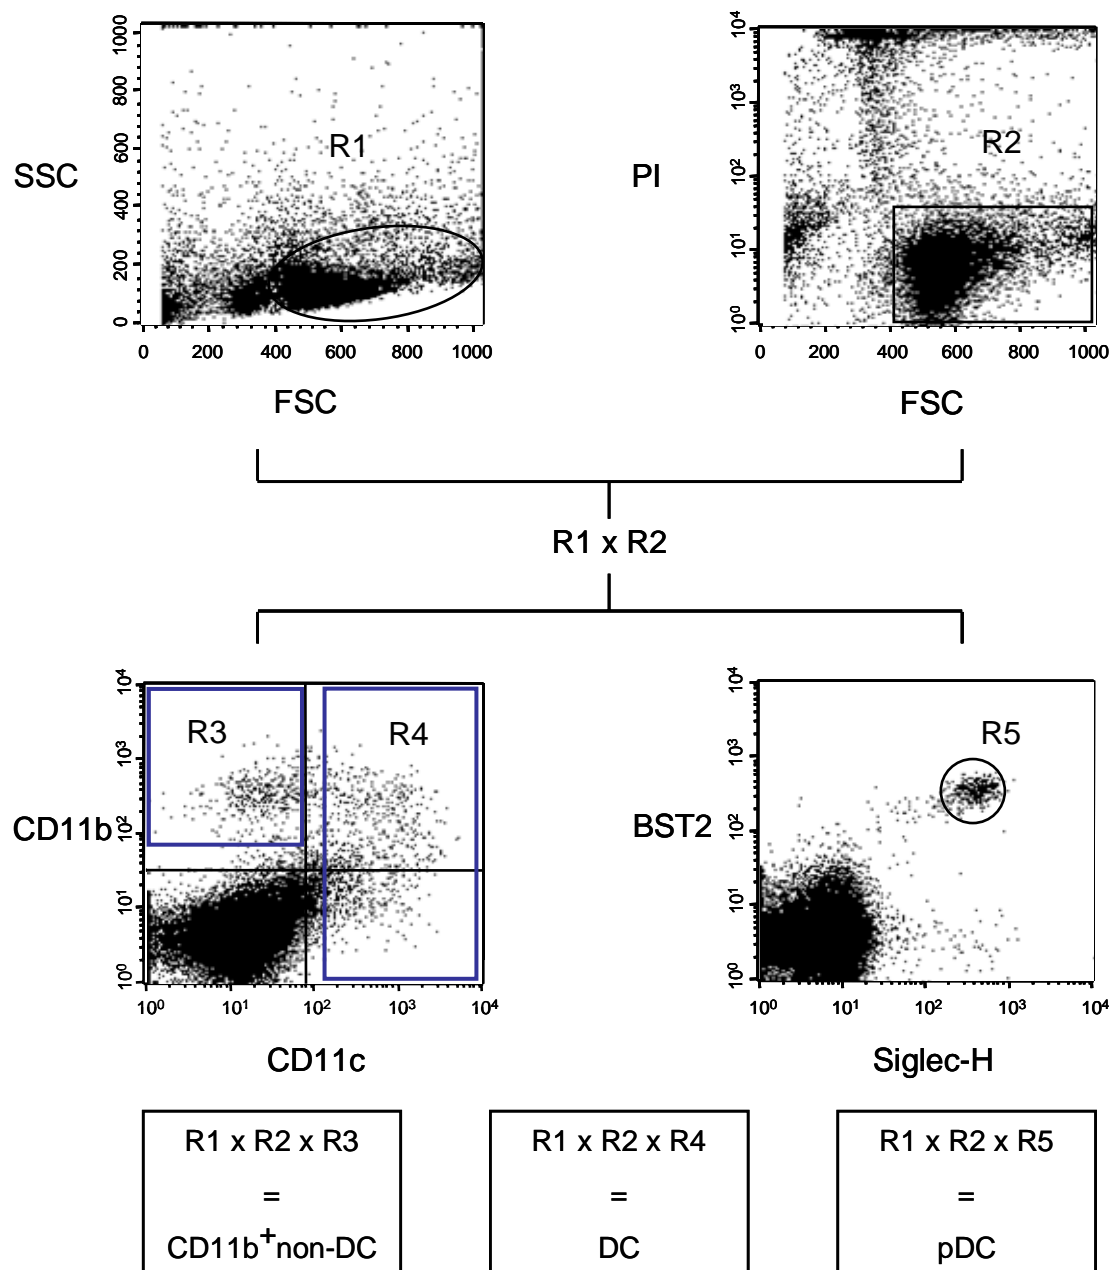 1000
800
600
400
200
0
SSC
R1
0 200 400 600 800 1000
FSC
10⁴
10³
10²
10¹
10⁰
PI
R2
0 200 400 600 800 1000
FSC
R1 x R2
10⁴
10³
10²
10¹
10⁰
CD11b
R3
R4
10⁰ 10¹ 10² 10³ 10⁴
CD11c
10⁴
10³
10²
10¹
10⁰
BST2
R5
10⁰ 10¹ 10² 10³ 10⁴
Siglec-H
R1 x R2 x R3
=
CD11b⁺non-DC
R1 x R2 x R4
=
DC
R1 x R2 x R5
=
pDC